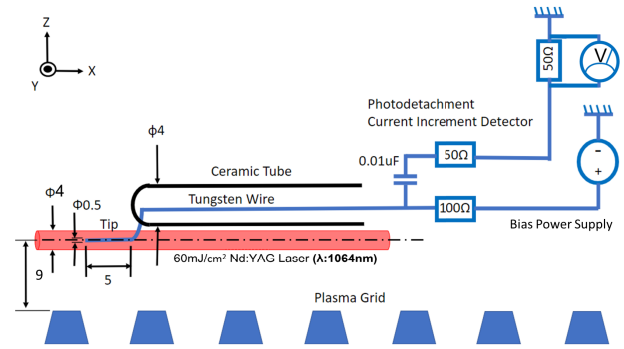 Z
X
Y
50Ω
V
Photodetachment
Current Increment Detector
ϕ4
0.01uF
50Ω
-
+
Ceramic Tube
Φ4
Φ0.5
Tungsten Wire
100Ω
Tip
Bias Power Supply
60mJ/cm² Nd:YAG Laser (λ:1064nm)
9
5
Plasma Grid